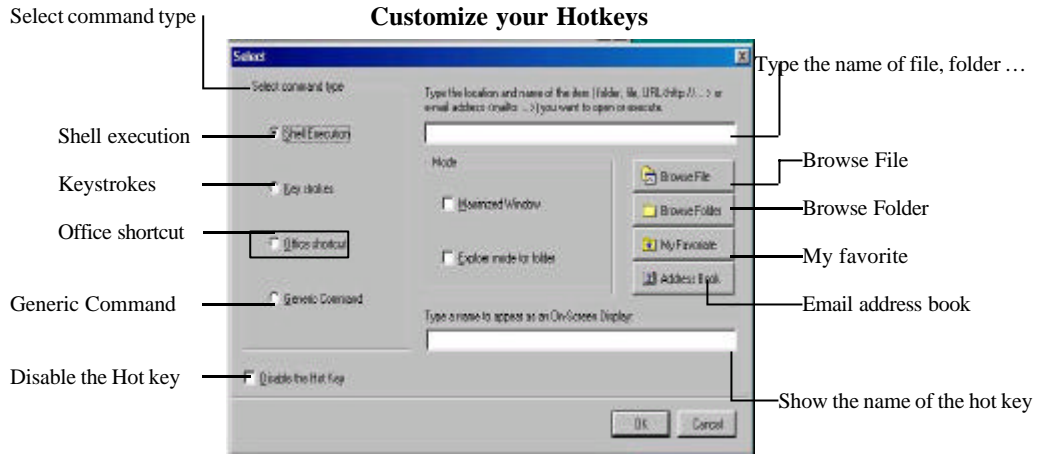 Customize your Hotkeys
Select command type
Shell execution
Keystrokes
Office shortcut
Generic Command
Disable the Hot key
Select
Select command type
Shell Execution
Key strokes
Office shortcut
Generic Command
Disable the Hot Key
Type the location and name of the item (folder, file, URL<http://...> or
e-mail address <mailto: ...>) you want to open or execute.
Mode
Maximized Window
Explorer mode for folder
Browse File
Browse Folder
My Favorite
Address Book
Type a name to appear as an On-Screen Display:
OK
Cancel
Type the name of file, folder …
Browse File
Browse Folder
My favorite
Email address book
Show the name of the hot key